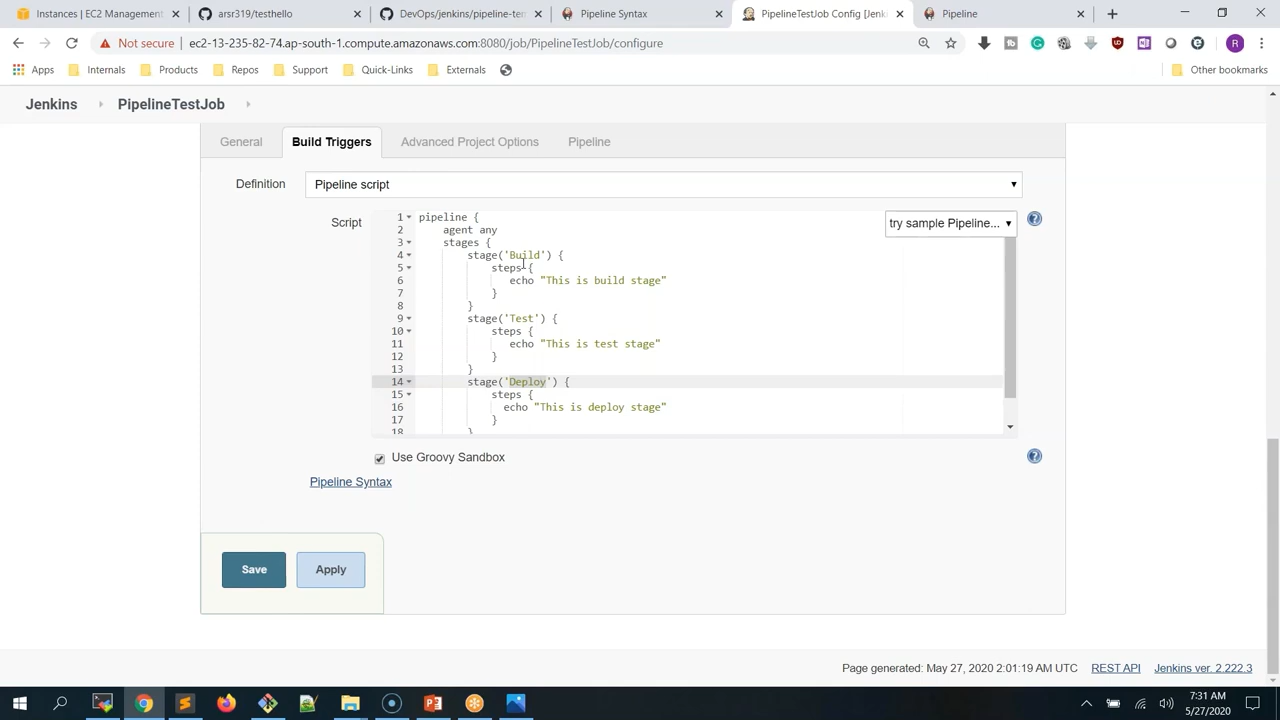 Instances | EC2 Management
arsr319/testhello
DevOps/jenkins/pipeline-ten
Pipeline Syntax
PipelineTestJob Config [Jenki
Pipeline
Not secure | ec2-13-235-82-74.ap-south-1.compute.amazonaws.com:8080/job/PipelineTestJob/configure
R
Apps Internals Products Repos Support Quick-Links Externals Other bookmarks
Jenkins PipelineTestJob
General Build Triggers Advanced Project Options Pipeline
Definition Pipeline script
Script
try sample Pipeline...
1 pipeline {
2 agent any
3 stages {
4 stage('Build') {
5 steps {
6 echo "This is build stage"
7 }
8 }
9 stage('Test') {
10 steps {
11 echo "This is test stage"
12 }
13 }
14 stage('Deploy') {
15 steps {
16 echo "This is deploy stage"
17 }
18 }
Use Groovy Sandbox
Pipeline Syntax
Save Apply
Page generated: May 27, 2020 2:01:19 AM UTC REST API Jenkins ver. 2.222.3
7:31 AM
5/27/2020